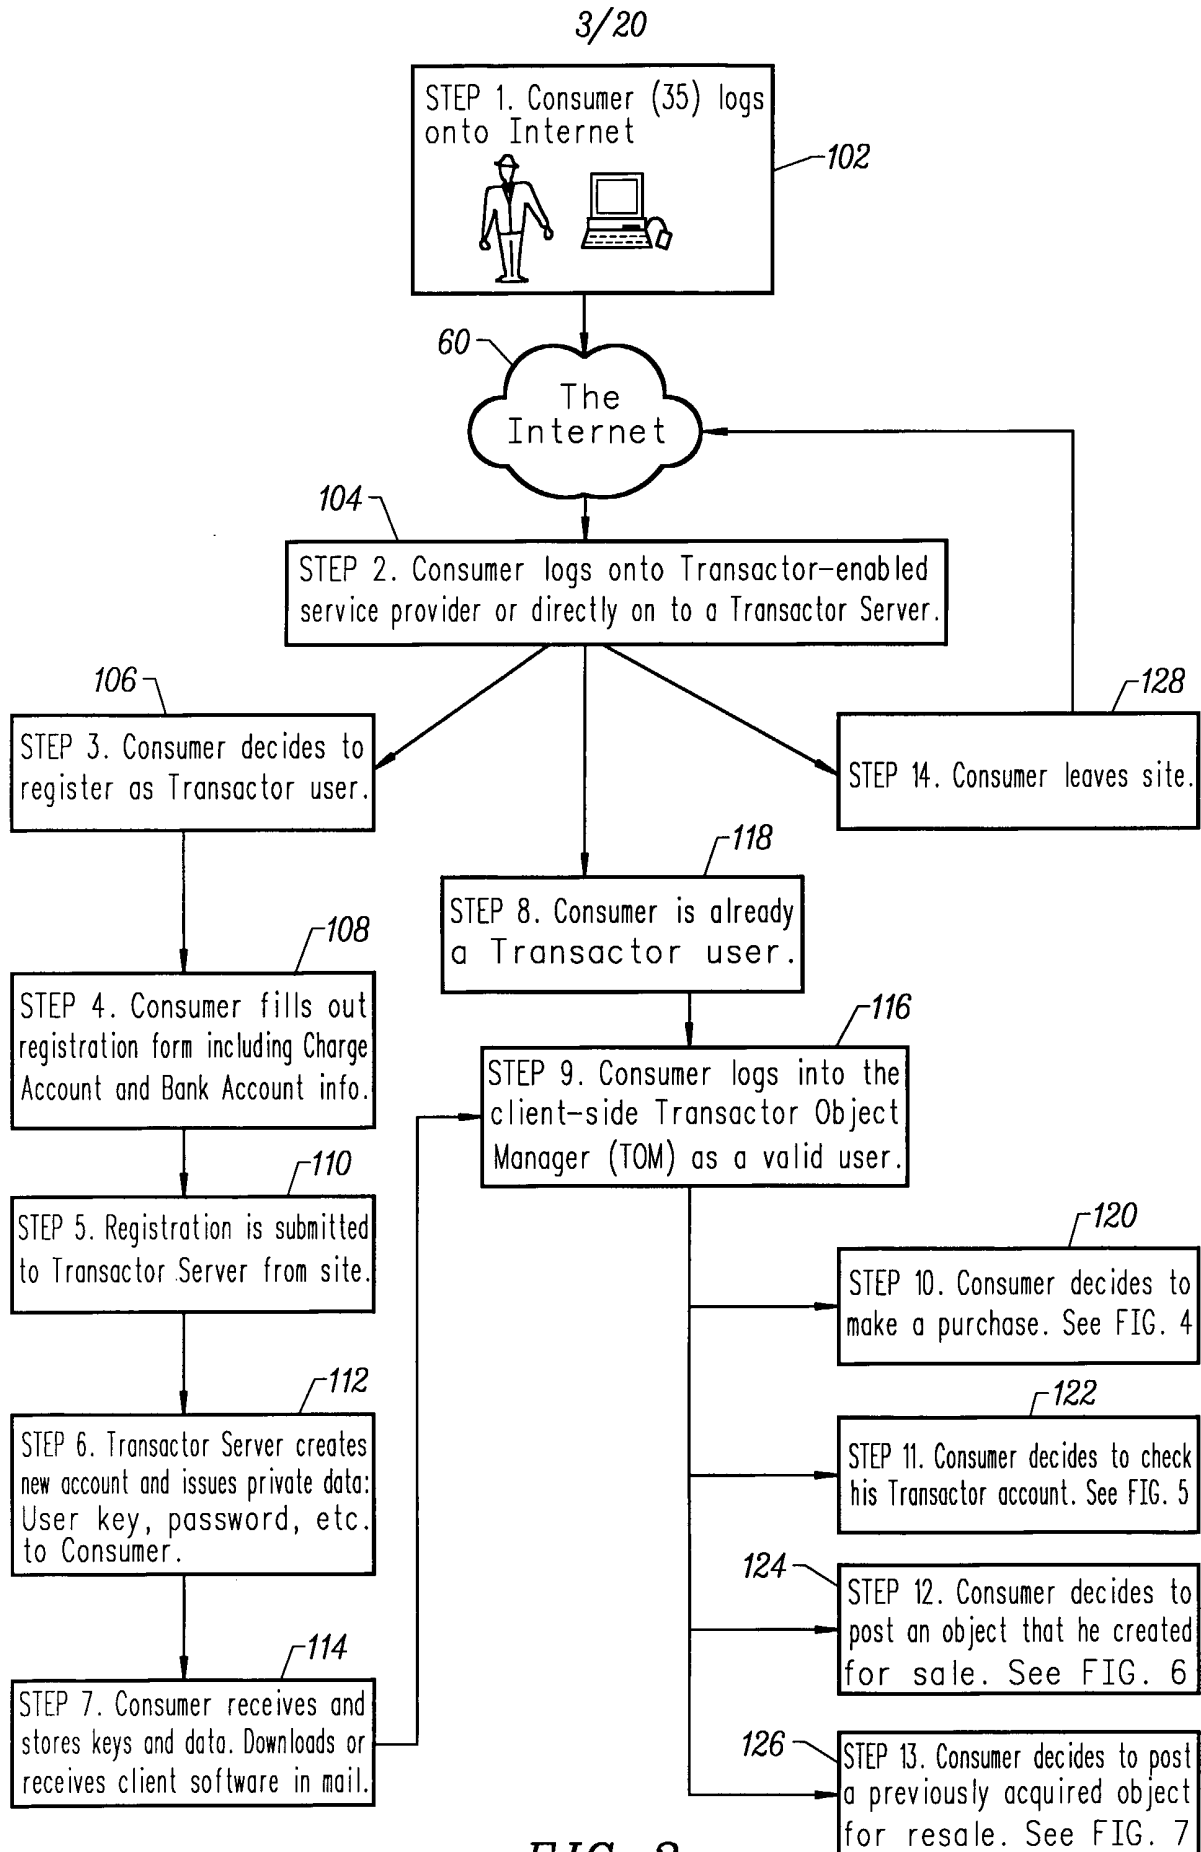 3/20
STEP 1. Consumer (35) logs
onto Internet
102
60
The
Internet
104
STEP 2. Consumer logs onto Transactor-enabled
service provider or directly on to a Transactor Server.
106
STEP 3. Consumer decides to
register as Transactor user.
128
STEP 14. Consumer leaves site.
118
STEP 8. Consumer is already
a Transactor user.
108
STEP 4. Consumer fills out
registration form including Charge
Account and Bank Account info.
116
STEP 9. Consumer logs into the
client-side Transactor Object
Manager (TOM) as a valid user.
110
STEP 5. Registration is submitted
to Transactor Server from site.
120
STEP 10. Consumer decides to
make a purchase. See FIG. 4
112
STEP 6. Transactor Server creates
new account and issues private data:
User key, password, etc.
to Consumer.
122
STEP 11. Consumer decides to check
his Transactor account. See FIG. 5
124
STEP 12. Consumer decides to
post an object that he created
for sale. See FIG. 6
114
STEP 7. Consumer receives and
stores keys and data. Downloads or
receives client software in mail.
126
STEP 13. Consumer decides to post
a previously acquired object
for resale. See FIG. 7
FIG.